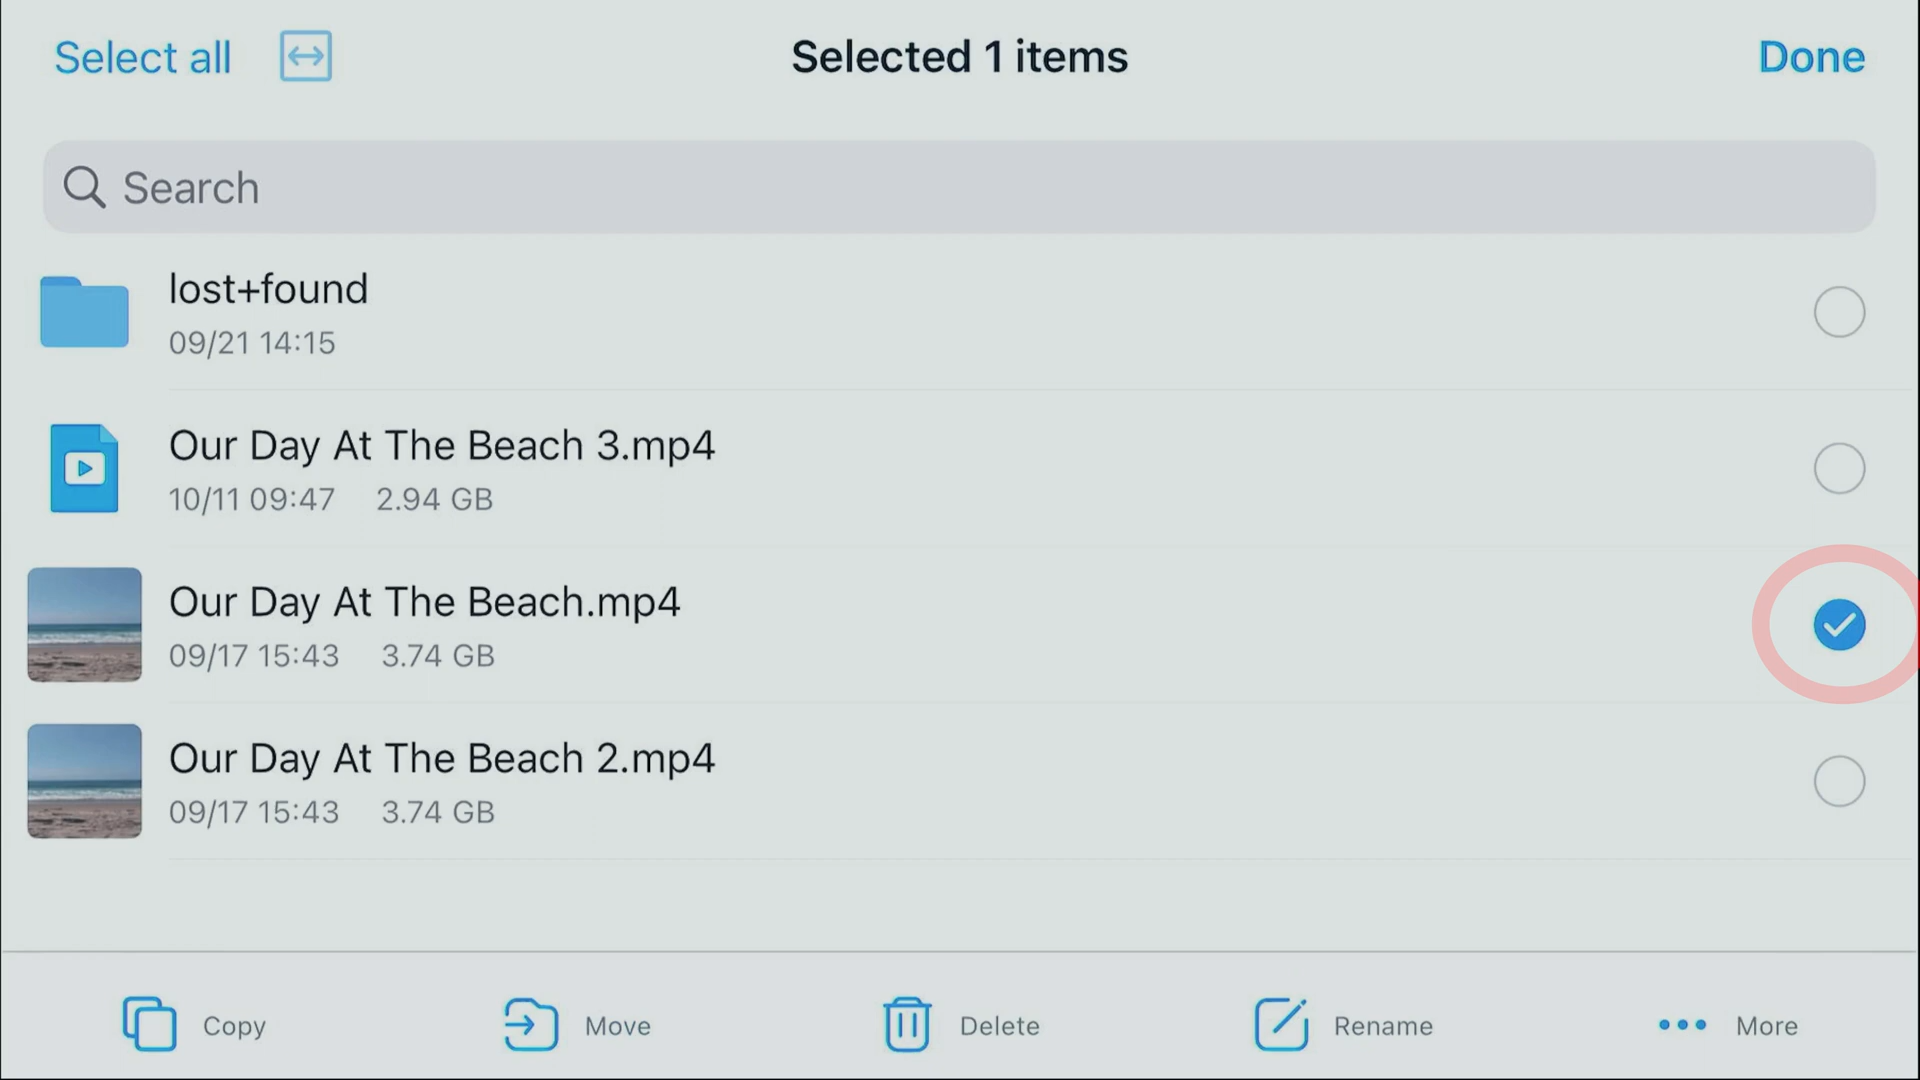 Select all
Selected 1 items
Done
Search
lost+found
09/21 14:15
Our Day At The Beach 3.mp4
10/11 09:47 2.94 GB
Our Day At The Beach.mp4
09/17 15:43 3.74 GB
Our Day At The Beach 2.mp4
09/17 15:43 3.74 GB
Copy
Move
Delete
Rename
More